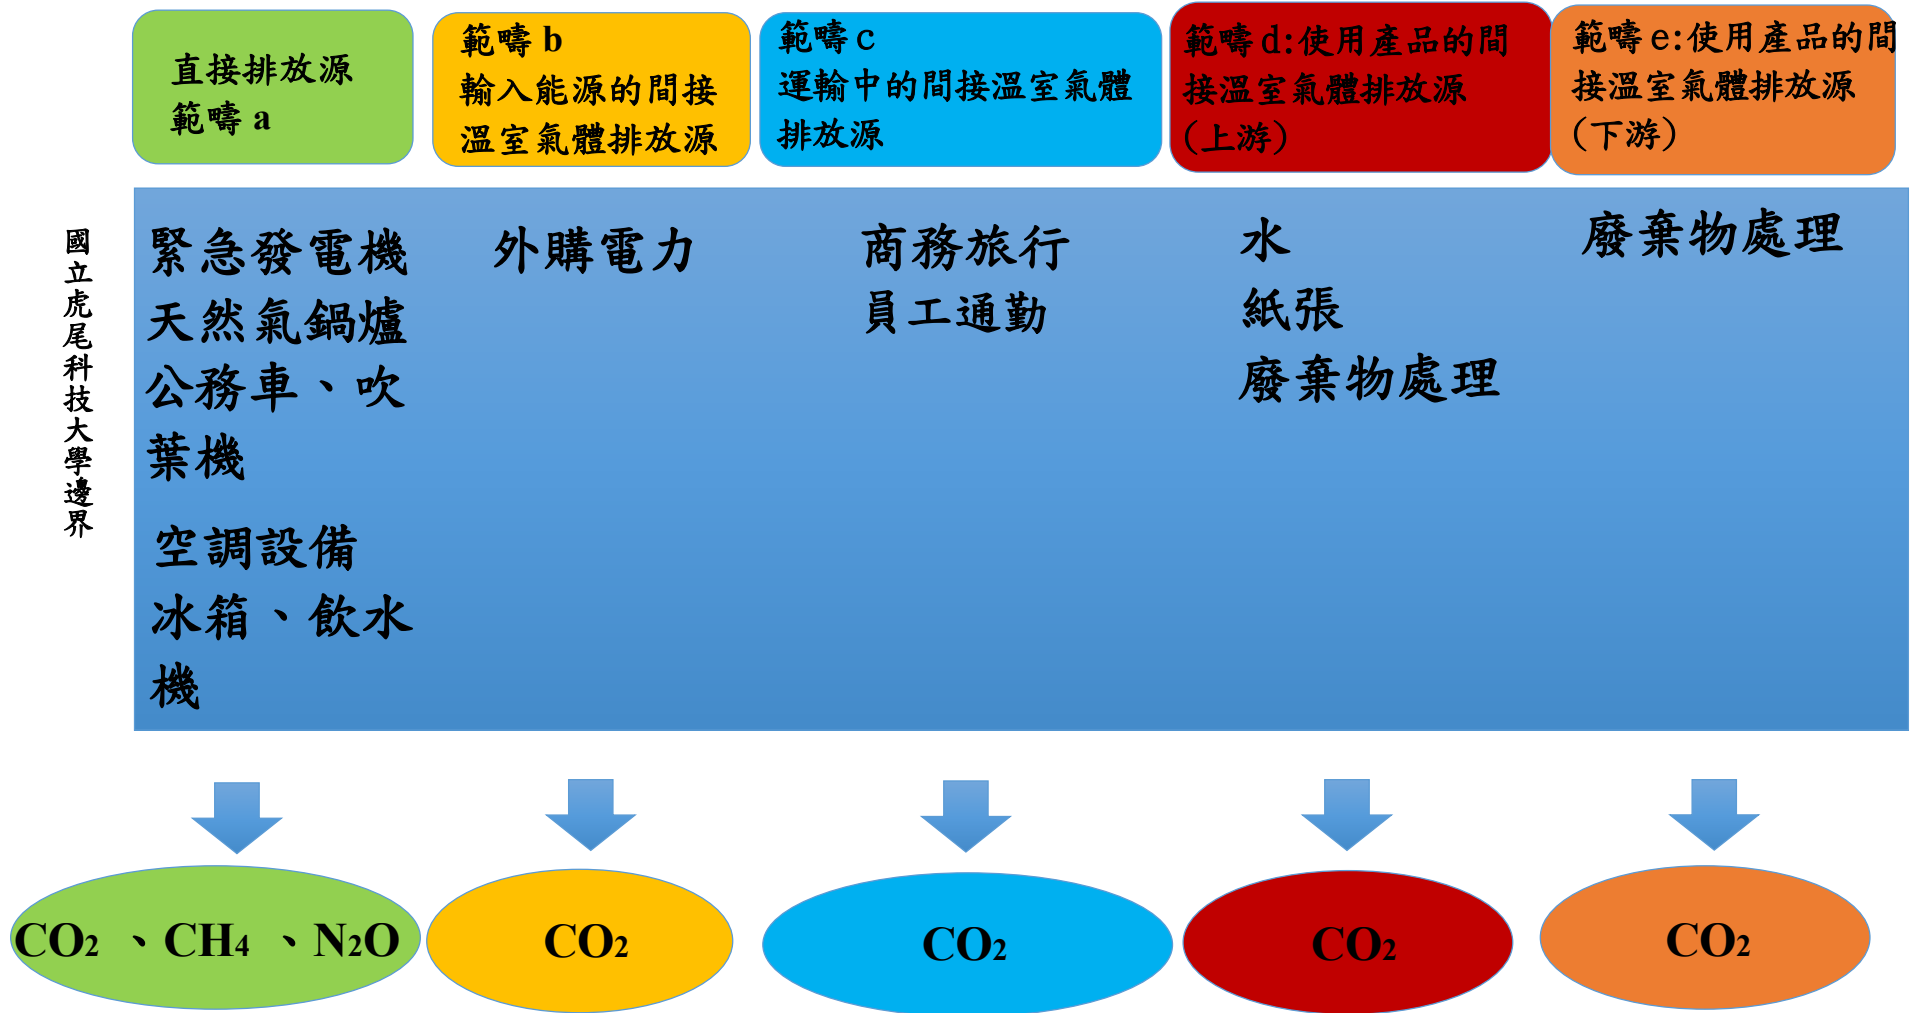 直接排放源
範疇 a
範疇 b
輸入能源的間接
溫室氣體排放源
範疇 c
運輸中的間接溫室氣體
排放源
範疇 d:使用產品的間
接溫室氣體排放源
(上游)
範疇 e:使用產品的間
接溫室氣體排放源
(下游)
國立虎尾科技大學邊界
緊急發電機
天然氣鍋爐
公務車、吹
葉機
空調設備
冰箱、飲水
機
外購電力
商務旅行
員工通勤
水
紙張
廢棄物處理
廢棄物處理
CO₂ 、CH₄ 、N₂O
CO₂
CO₂
CO₂
CO₂